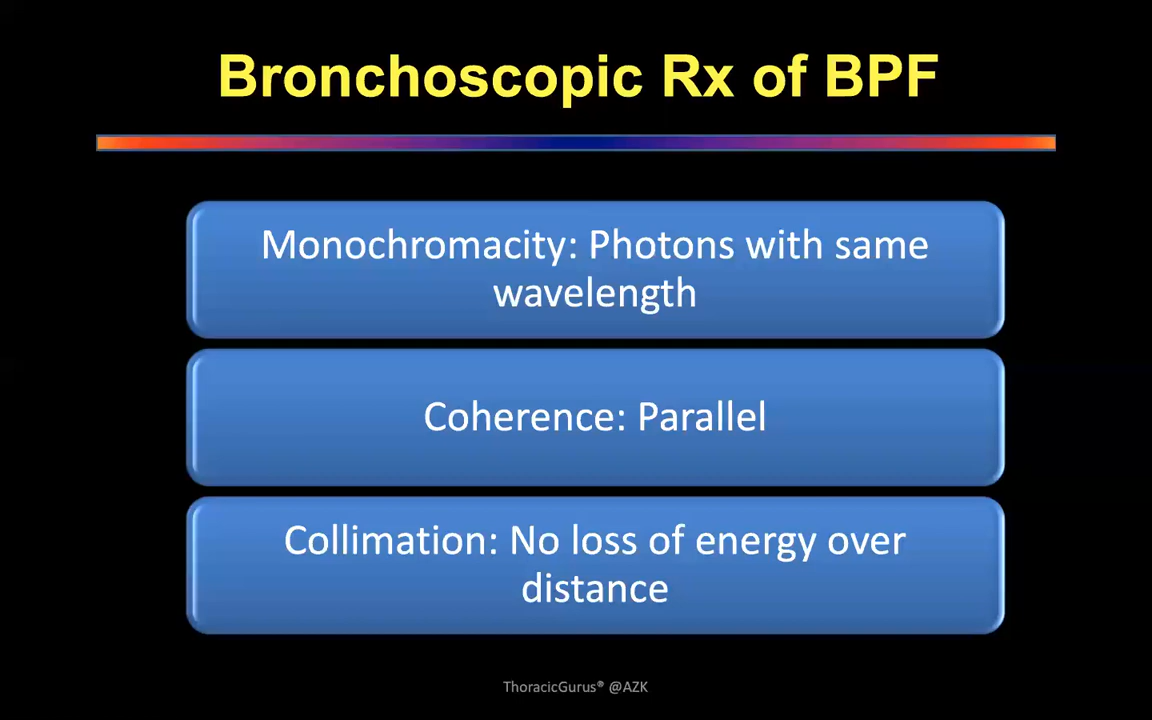 Bronchoscopic Rx of BPF
Monochromacity: Photons with same
wavelength
Coherence: Parallel
Collimation: No loss of energy over
distance
ThoracicGurus® @AZK